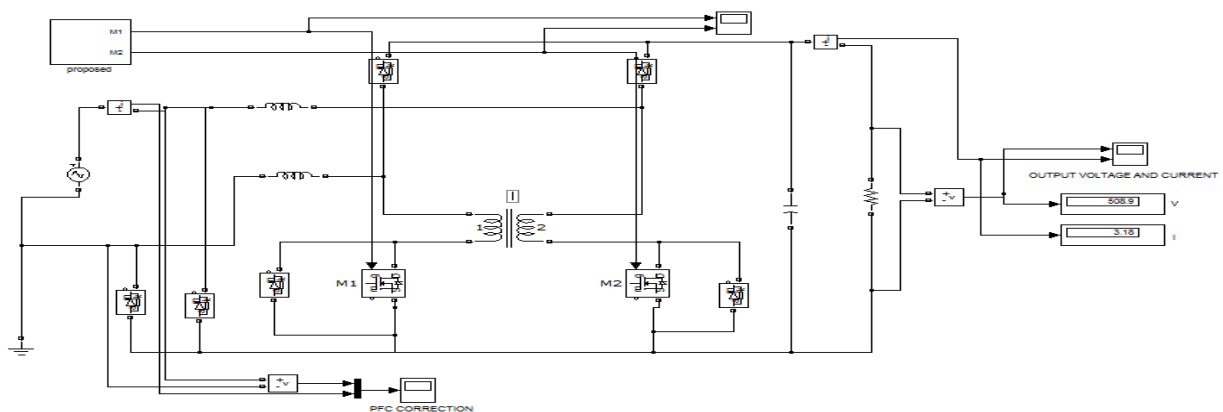 M1
M2
proposed
1
2
M1
M2
OUTPUT VOLTAGE AND CURRENT
508.9
V
3.18
I
PFC CORRECTION